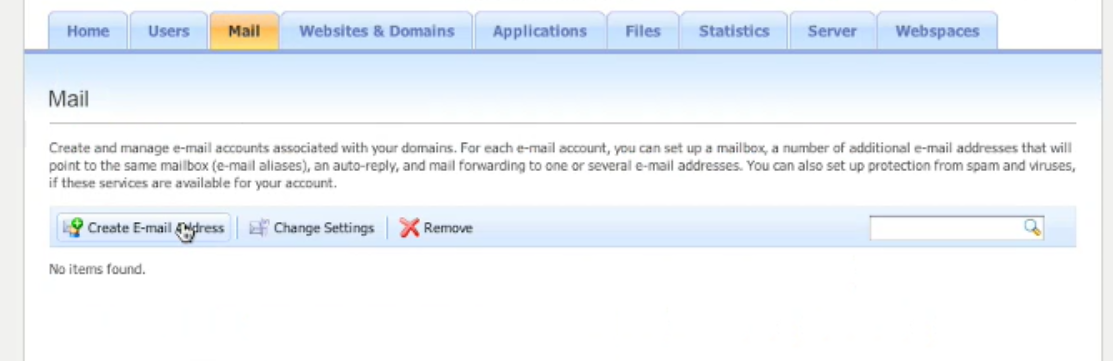 Home Users Mail Websites & Domains Applications Files Statistics Server Webspaces
Mail
Create and manage e-mail accounts associated with your domains. For each e-mail account, you can set up a mailbox, a number of additional e-mail addresses that will
point to the same mailbox (e-mail aliases), an auto-reply, and mail forwarding to one or several e-mail addresses. You can also set up protection from spam and viruses,
if these services are available for your account.
Create E-mail Address Change Settings Remove
No items found.